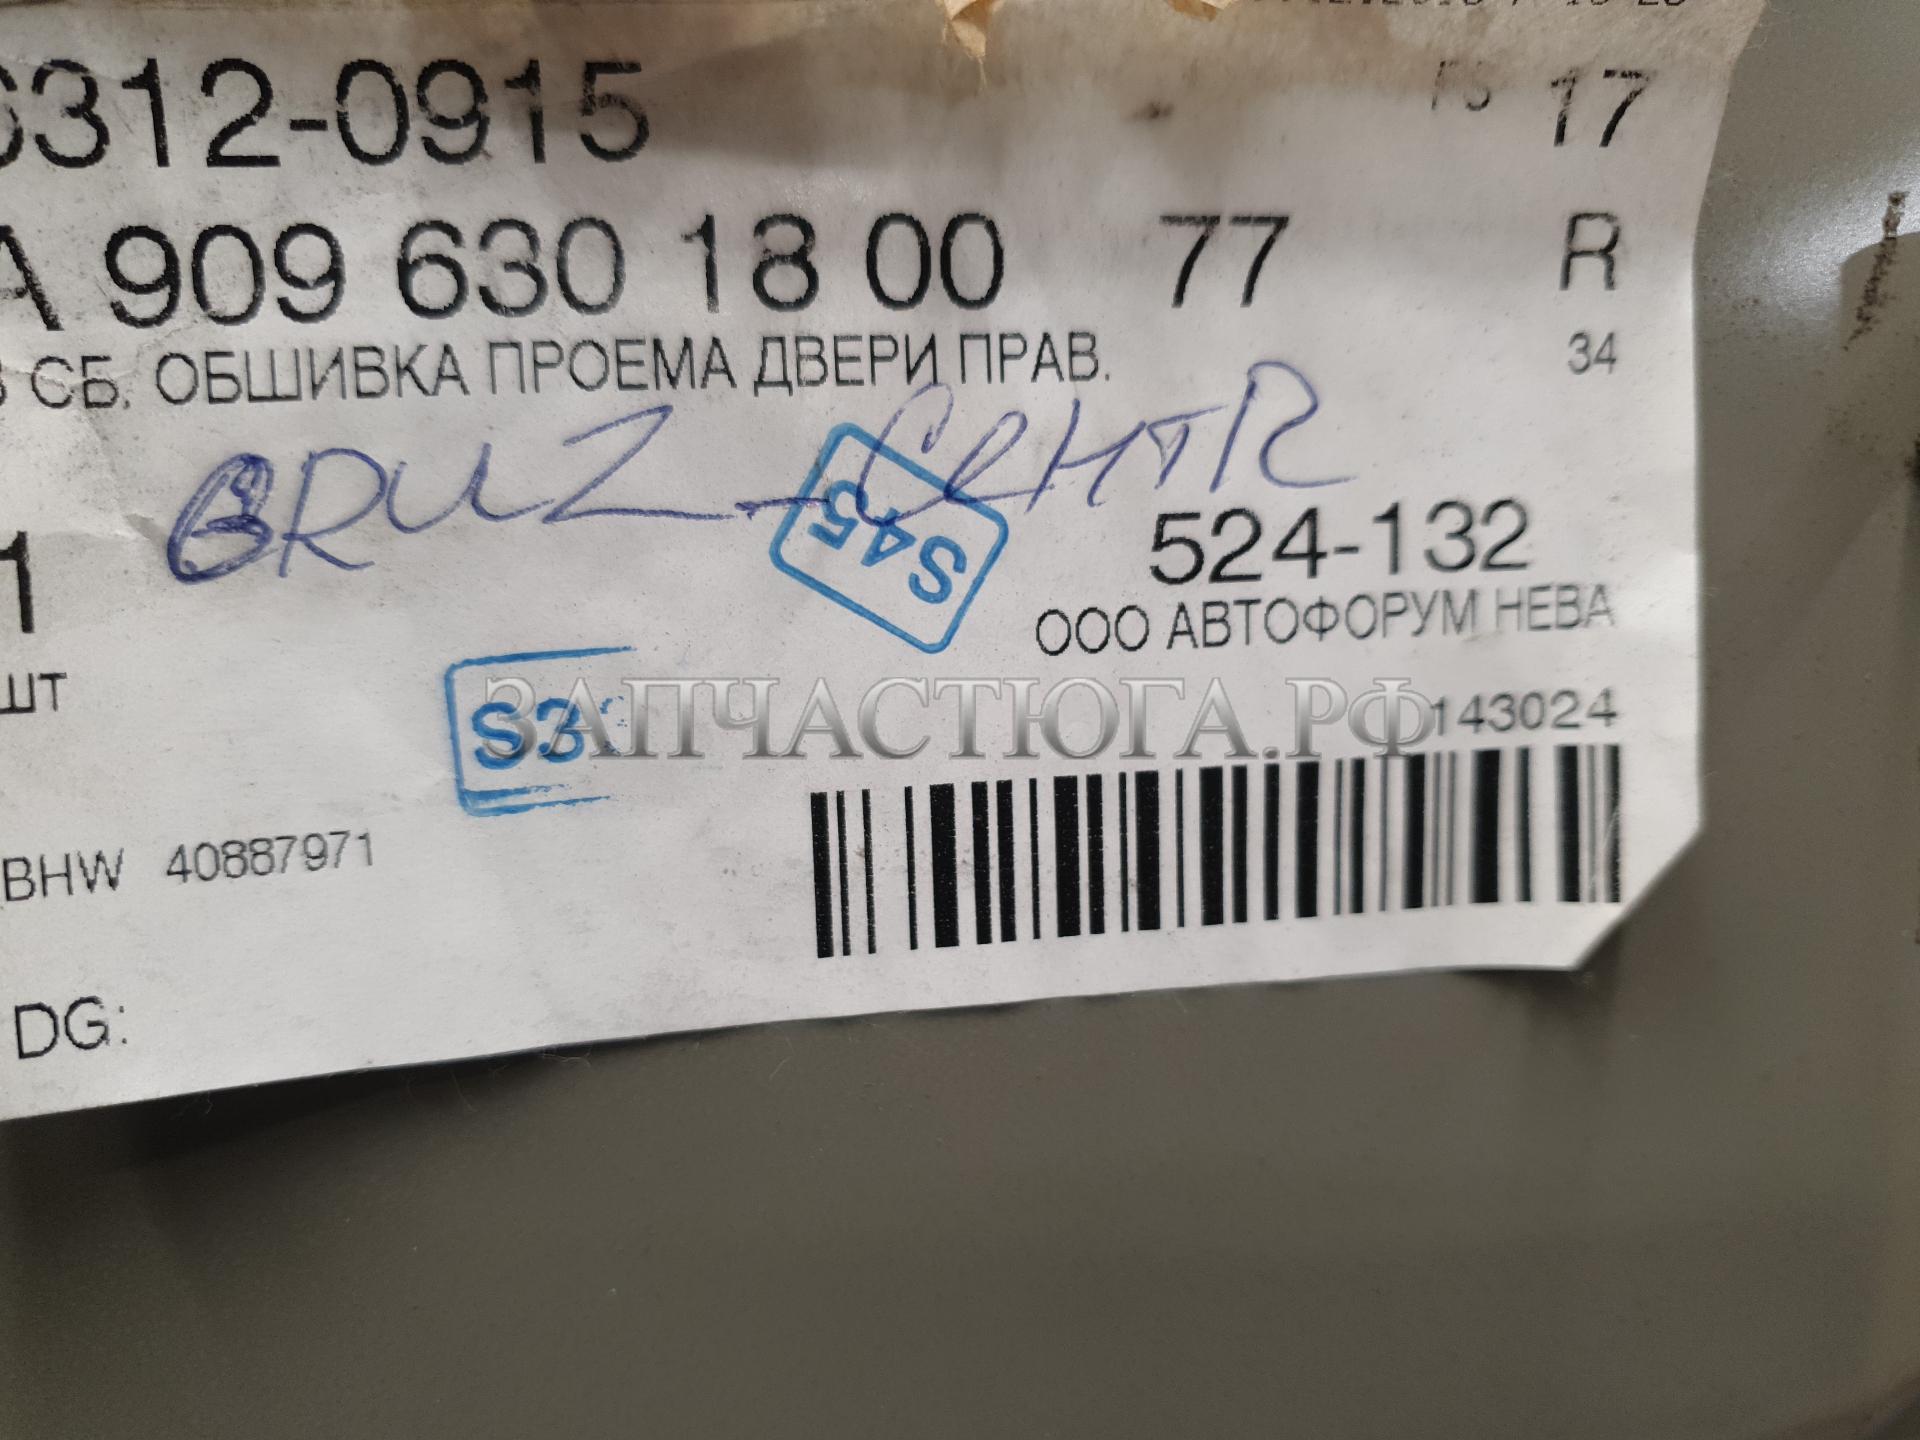 6312-0915
17
A 909 630 18 00 77 R
СБ. ОБШИВКА ПРОЕМА ДВЕРИ ПРАВ.
34
GRUZ_CeHTR
S45
1
524-132
ООО АВТОФОРУМ НЕВА
ШТ
S3
ЗАПЧАСТЮГА.РФ
143024
BHW 40887971
DG: